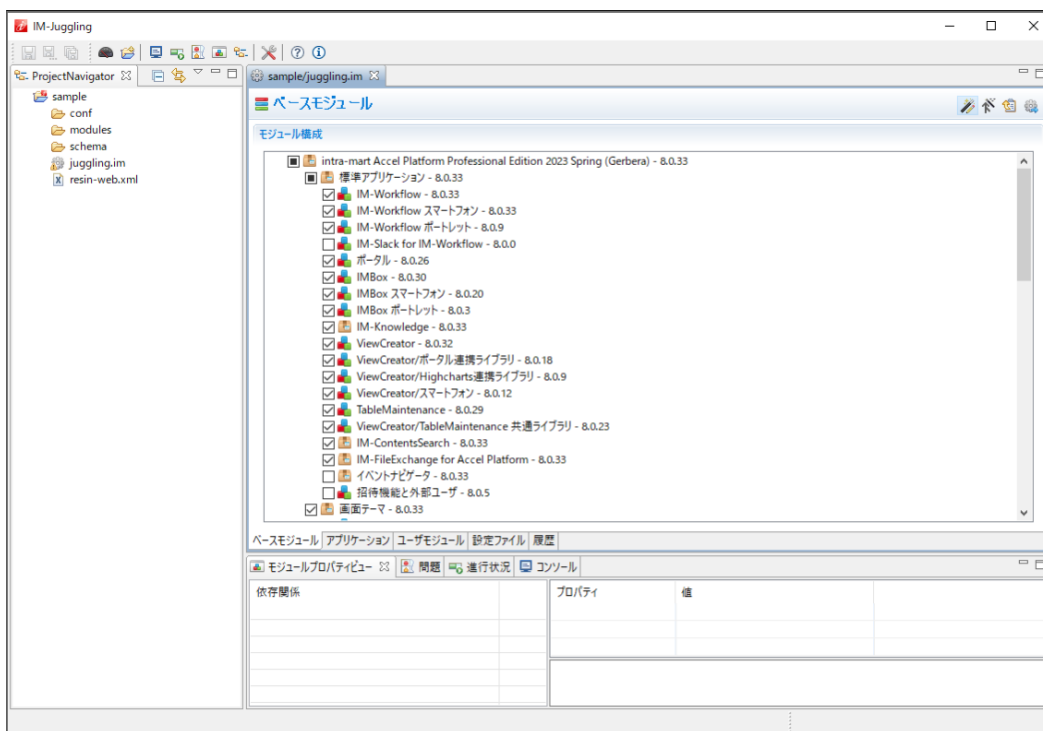 IM-Juggling
ProjectNavigator
sample/juggling.im
sample
conf
modules
schema
juggling.im
resin-web.xml
ベースモジュール
モジュール構成
intra-mart Accel Platform Professional Edition 2023 Spring (Gerbera) - 8.0.33
標準アプリケーション - 8.0.33
IM-Workflow - 8.0.33
IM-Workflow スマートフォン - 8.0.33
IM-Workflow ポートレット - 8.0.9
IM-Slack for IM-Workflow - 8.0.0
ポータル - 8.0.26
IMBox - 8.0.30
IMBox スマートフォン - 8.0.20
IMBox ポートレット - 8.0.3
IM-Knowledge - 8.0.33
ViewCreator - 8.0.32
ViewCreator/ポータル連携ライブラリ - 8.0.18
ViewCreator/Highcharts連携ライブラリ - 8.0.9
ViewCreator/スマートフォン - 8.0.12
TableMaintenance - 8.0.29
ViewCreator/TableMaintenance 共通ライブラリ - 8.0.23
IM-ContentsSearch - 8.0.33
IM-FileExchange for Accel Platform - 8.0.33
イベントナビゲータ - 8.0.33
招待機能と外部ユーザ - 8.0.5
画面テーマ - 8.0.33
ベースモジュール アプリケーション ユーザモジュール 設定ファイル 履歴
モジュールプロパティビュー 問題 進行状況 コンソール
依存関係 プロパティ 値